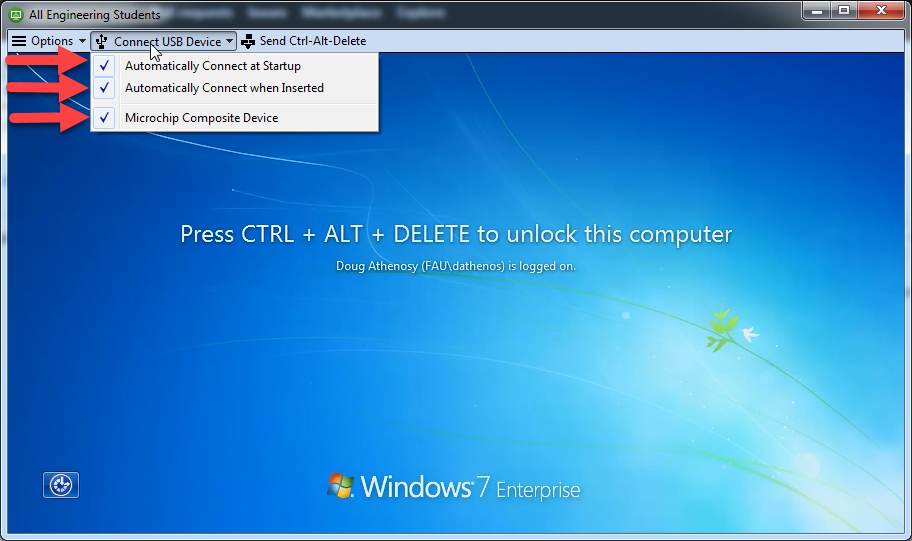 All Engineering Students
Options Connect USB Device Send Ctrl-Alt-Delete
Automatically Connect at Startup
Automatically Connect when Inserted
Microchip Composite Device
Press CTRL + ALT + DELETE to unlock this computer
Doug Athenosy (FAU\dathenos) is logged on.
Windows 7 Enterprise